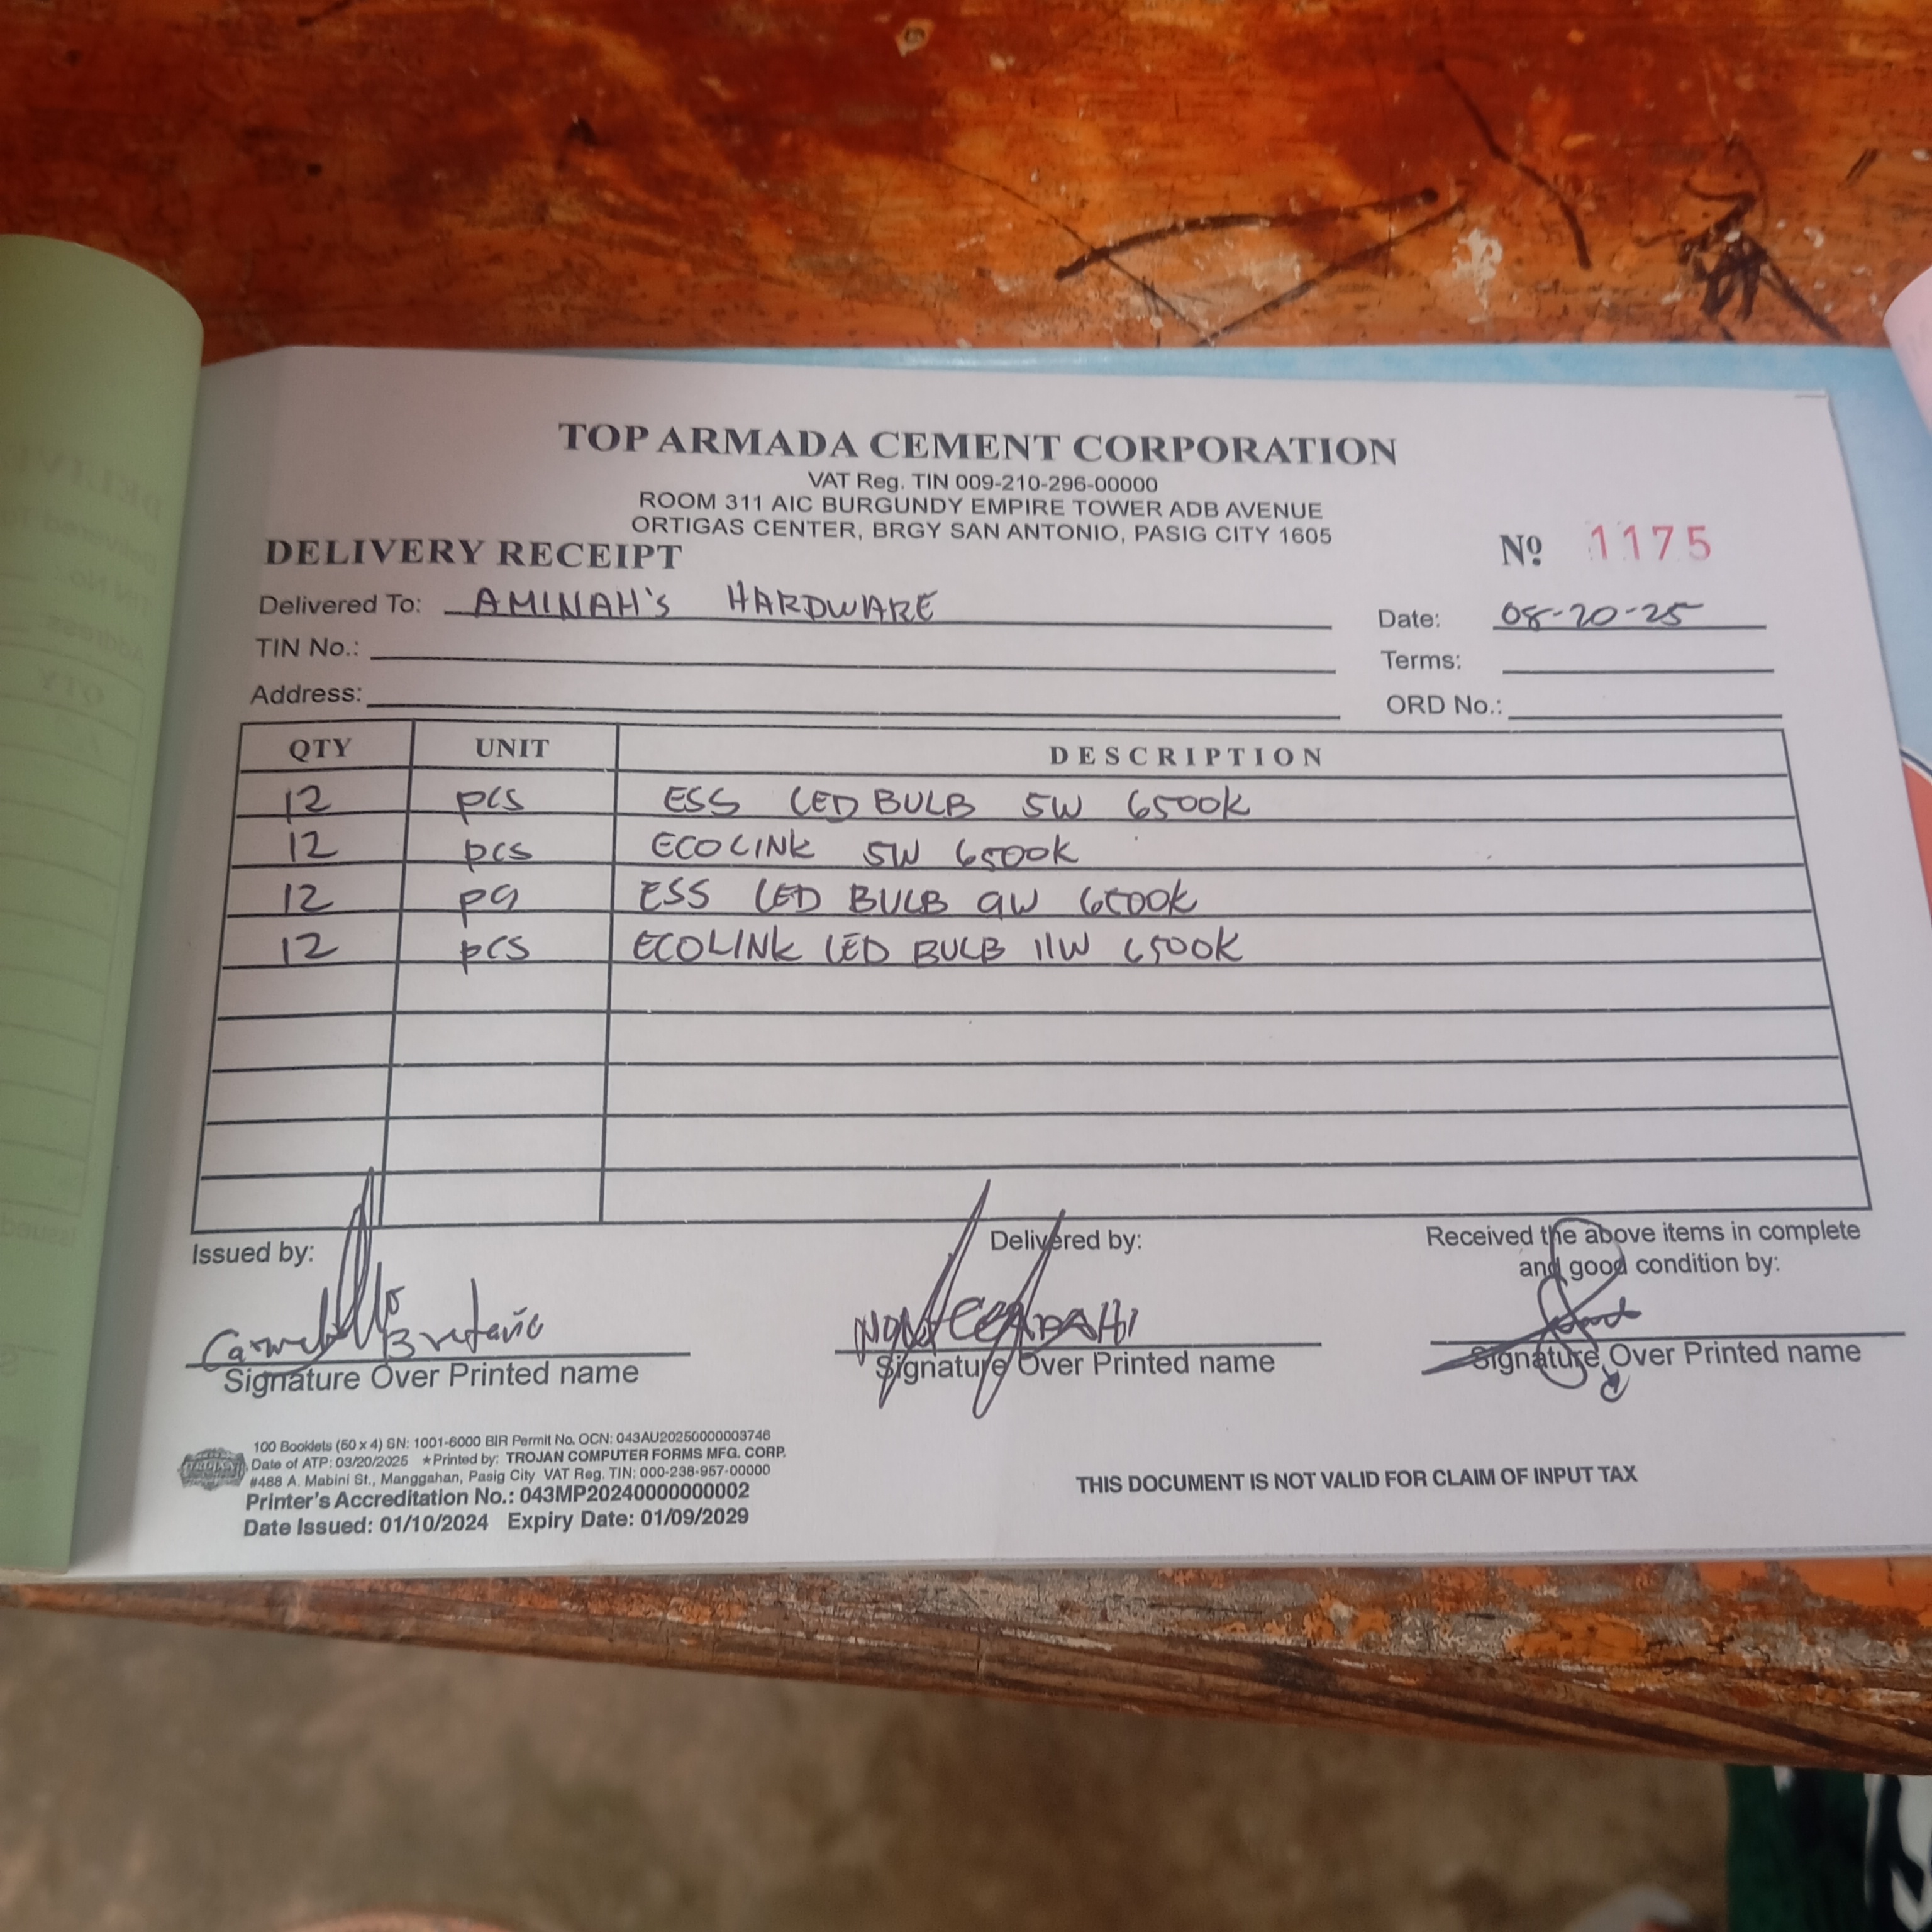 TOP ARMADA CEMENT CORPORATION
VAT Reg. TIN 009-210-296-00000
ROOM 311 AIC BURGUNDY EMPIRE TOWER ADB AVENUE
ORTIGAS CENTER, BRGY SAN ANTONIO, PASIG CITY 1605
DELIVERY RECEIPT
Nº 1175
Delivered To: AMINAH'S HARDWARE
Date: 08-20-25
TIN No.:
Terms:
Address:
ORD No.:
QTY UNIT DESCRIPTION
12 pcs ESS LED BULB 5W 6500K
12 pcs ECOLINK 5W 6500K
12 pcs ESS LED BULB 9W 6500K
12 pcs ECOLINK LED BULB 11W 6500K
Issued by:
Delivered by:
Received the above items in complete
and good condition by:
Signature Over Printed name
Signature Over Printed name
Signature Over Printed name
100 Booklets (50 x 4) SN: 1001-6000 BIR Permit No. OCN: 043AU20250000003746
Date of ATP: 03/20/2025 ★Printed by: TROJAN COMPUTER FORMS MFG. CORP.
#488 A. Mabini St., Manggahan, Pasig City VAT Reg. TIN: 000-238-957-00000
Printer's Accreditation No.: 043MP20240000000002
Date Issued: 01/10/2024 Expiry Date: 01/09/2029
THIS DOCUMENT IS NOT VALID FOR CLAIM OF INPUT TAX